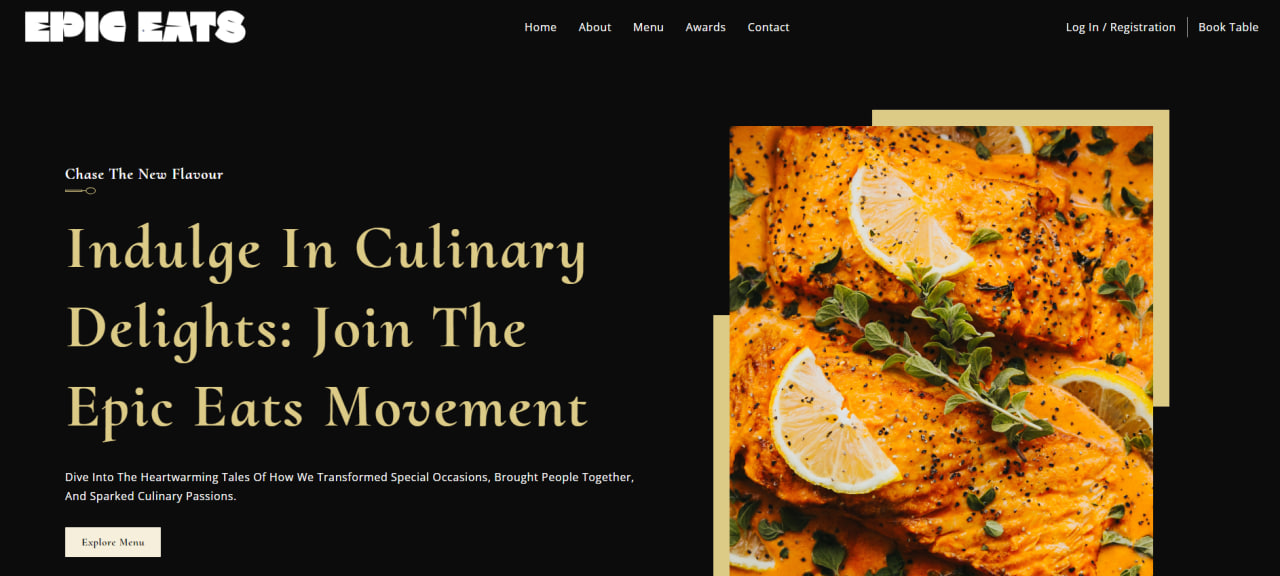 EPIC EATS
Home
About
Menu
Awards
Contact
Log In / Registration
Book Table
Chase The New Flavour
Indulge In Culinary
Delights: Join The
Epic Eats Movement
Dive Into The Heartwarming Tales Of How We Transformed Special Occasions, Brought People Together,
And Sparked Culinary Passions.
Explore Menu